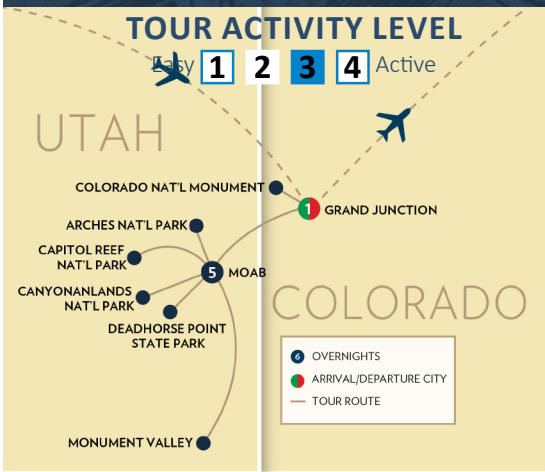 TOUR ACTIVITY LEVEL
Easy 1 2 3 4 Active
UTAH
COLORADO NAT'L MONUMENT
1 GRAND JUNCTION
ARCHES NAT'L PARK
CAPITOL REEF
NAT'L PARK
5 MOAB
CANYONANLANDS
NAT'L PARK
COLORADO
DEADHORSE POINT
STATE PARK
6 OVERNIGHTS
ARRIVAL/DEPARTURE CITY
TOUR ROUTE
MONUMENT VALLEY